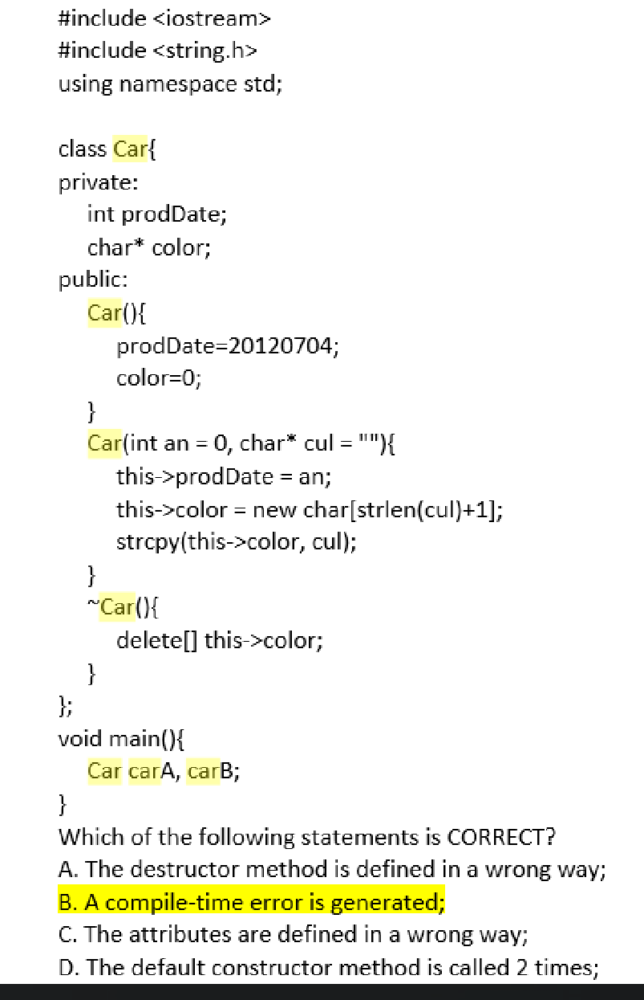 #include <iostream>
#include <string.h>
using namespace std;
class Car{
private:
int prodDate;
char* color;
public:
Car(){
prodDate=20120704;
color=0;
}
Car(int an = 0, char* cul = ""){
this->prodDate = an;
this->color = new char[strlen(cul)+1];
strcpy(this->color, cul);
}
~Car(){
delete[] this->color;
}
};
void main(){
Car carA, carB;
}
Which of the following statements is CORRECT?
A. The destructor method is defined in a wrong way;
B. A compile-time error is generated;
C. The attributes are defined in a wrong way;
D. The default constructor method is called 2 times;